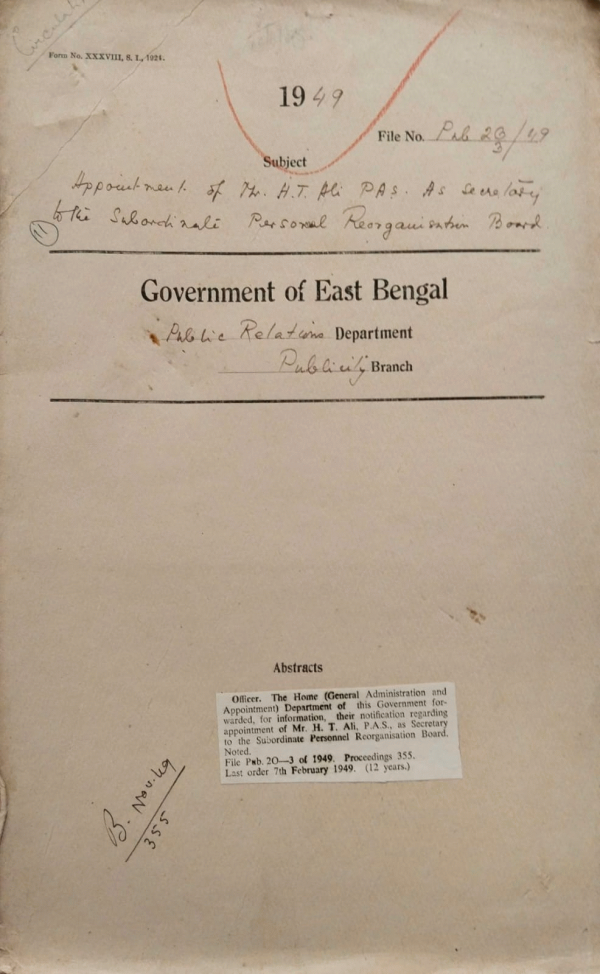 Form No. XXXVIII, S. I., 1924.
1949
File No. Pub 2O/3/49
Subject
Appointment of Mr. H.T. Ali PAS. As Secretary
to the Subordinate Personal Reorganisation Board
11
Government of East Bengal
Public Relations Department
Publicity Branch
Abstracts
Officer. The Home (General Administration and
Appointment) Department of this Government for-
warded, for information, their notification regarding
appointment of Mr. H. T. Ali, P.A.S., as Secretary
to the Subordinate Personnel Reorganisation Board.
Noted.
File Pub. 2O—3 of 1949. Proceedings 355.
Last order 7th February 1949. (12 years.)
B. Nov. 49
355